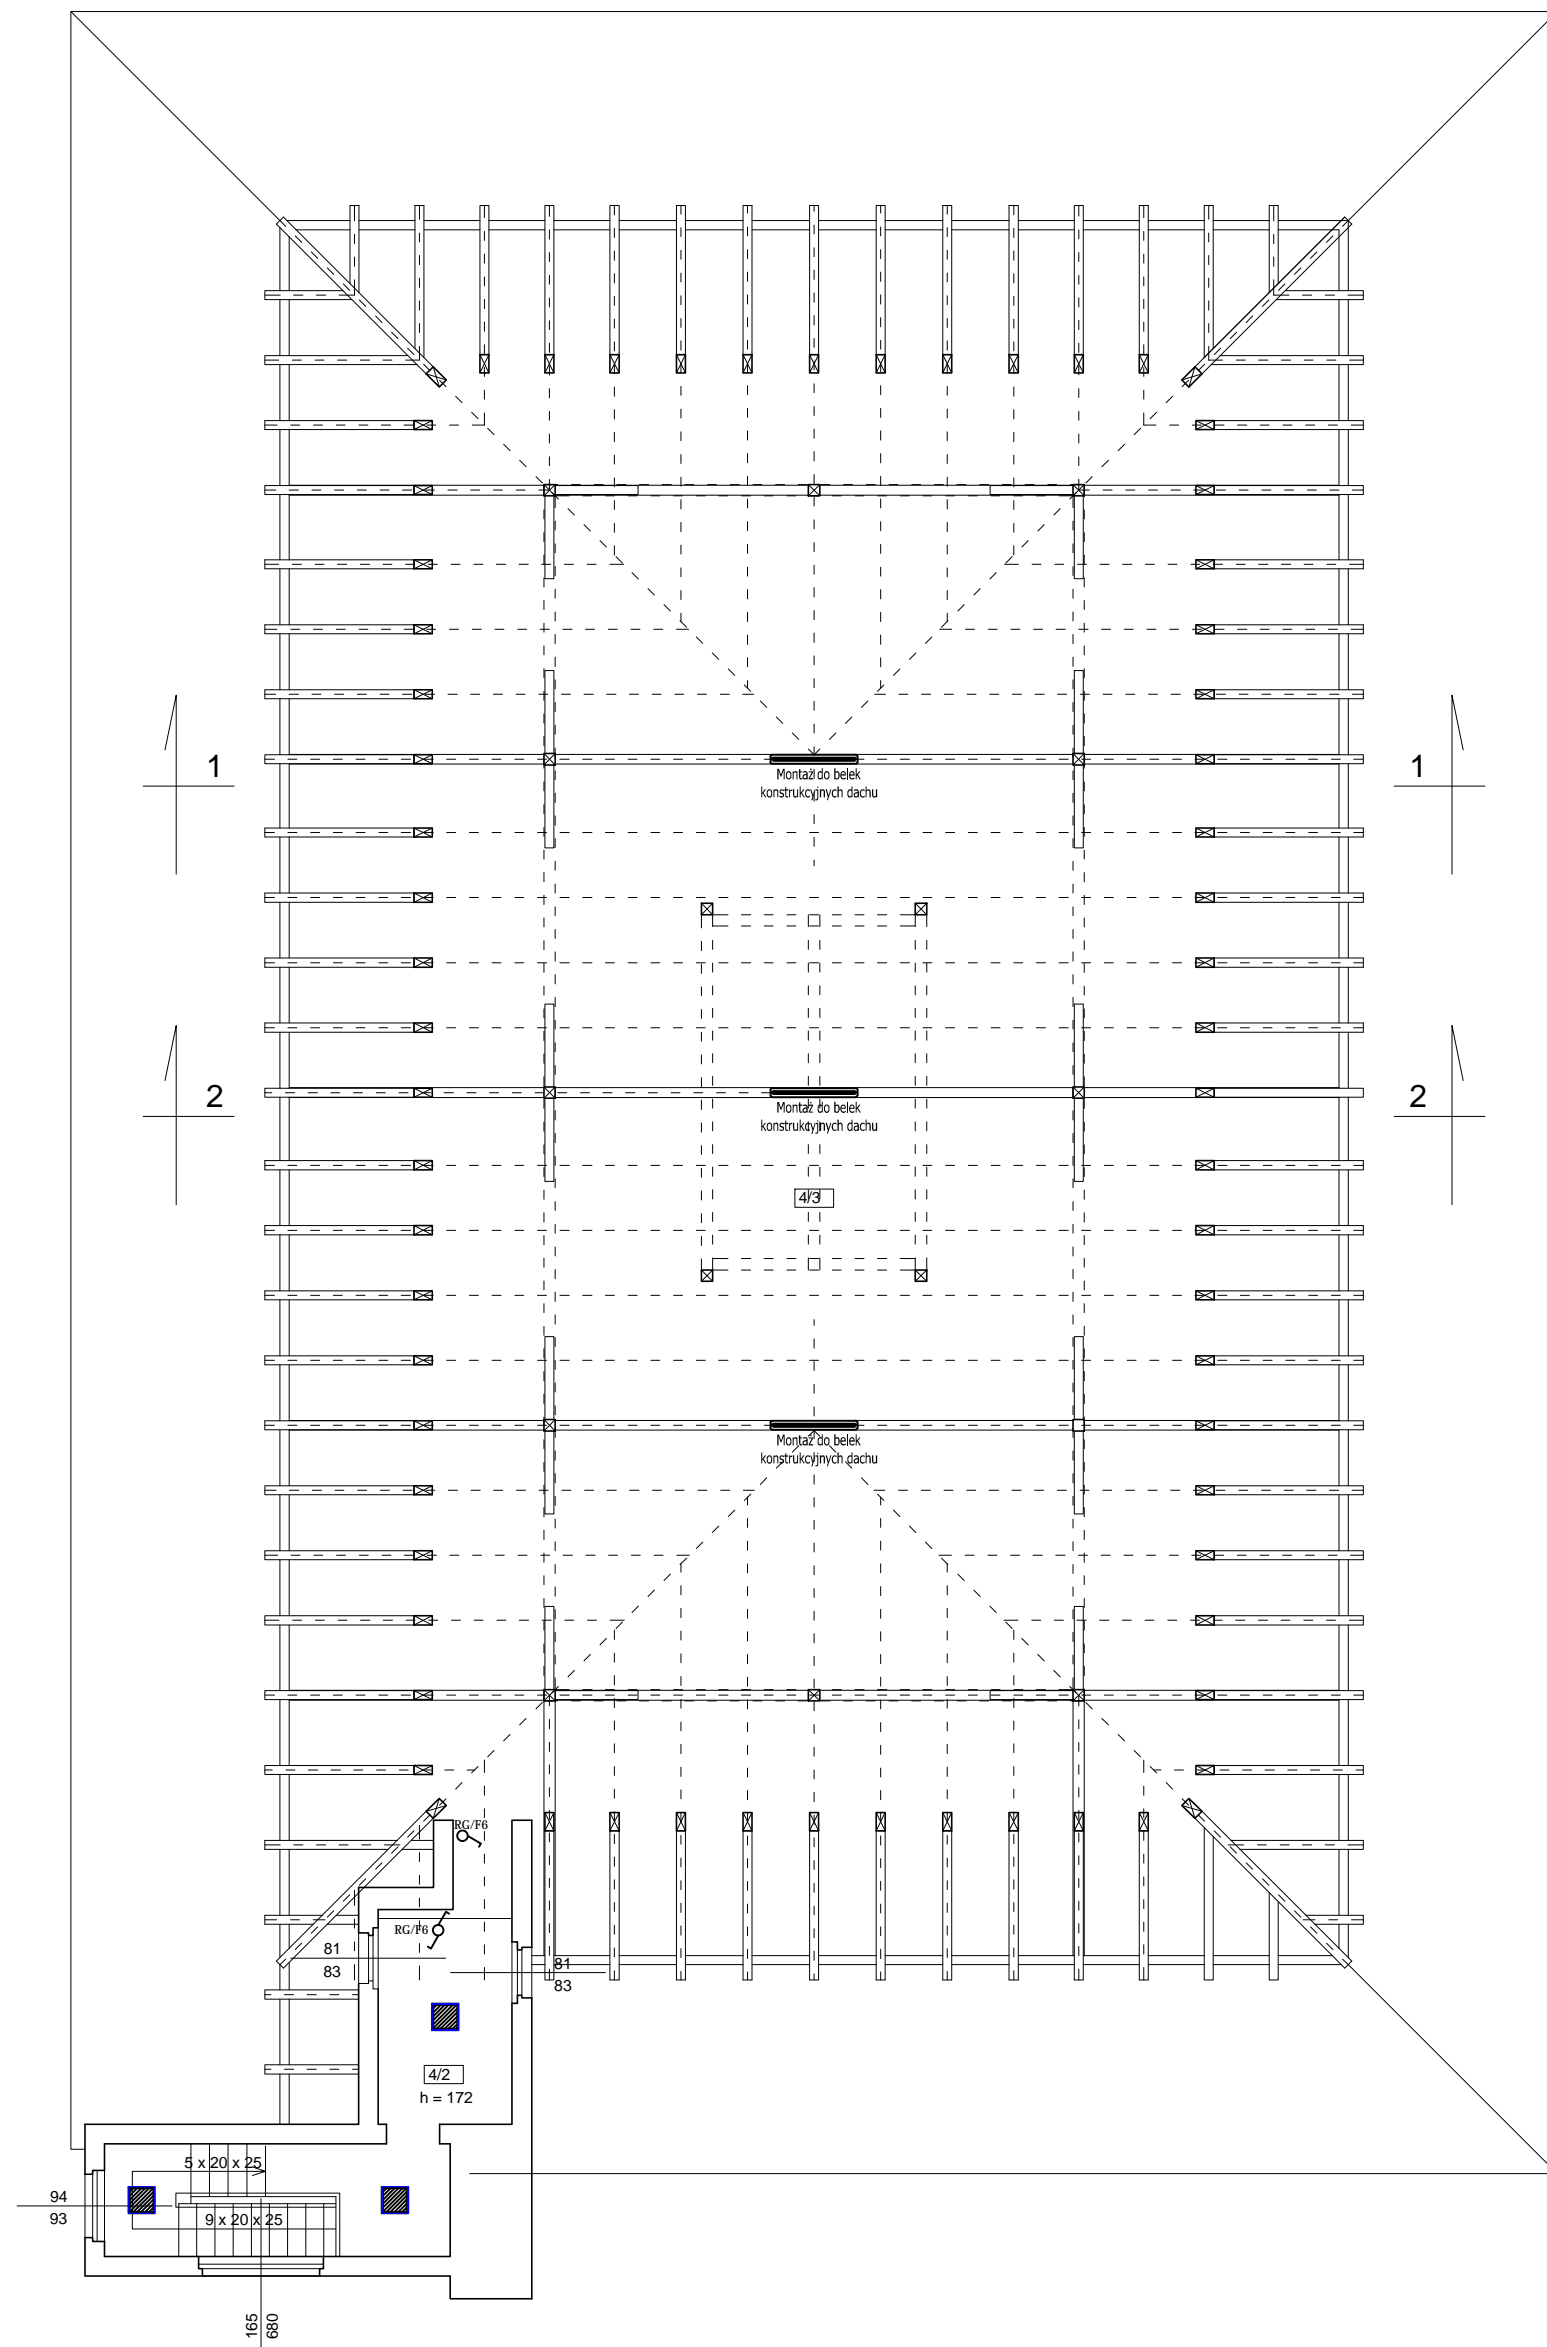 1
1
Montaż do belek
konstrukcyjnych dachu
2
2
Montaż do belek
konstrukcyjnych dachu
4/3
Montaż do belek
konstrukcyjnych dachu
RG/F6
RG/F6
81
83
81
83
4/2
h = 172
5 x 20 x 25
94
93
9 x 20 x 25
165
680